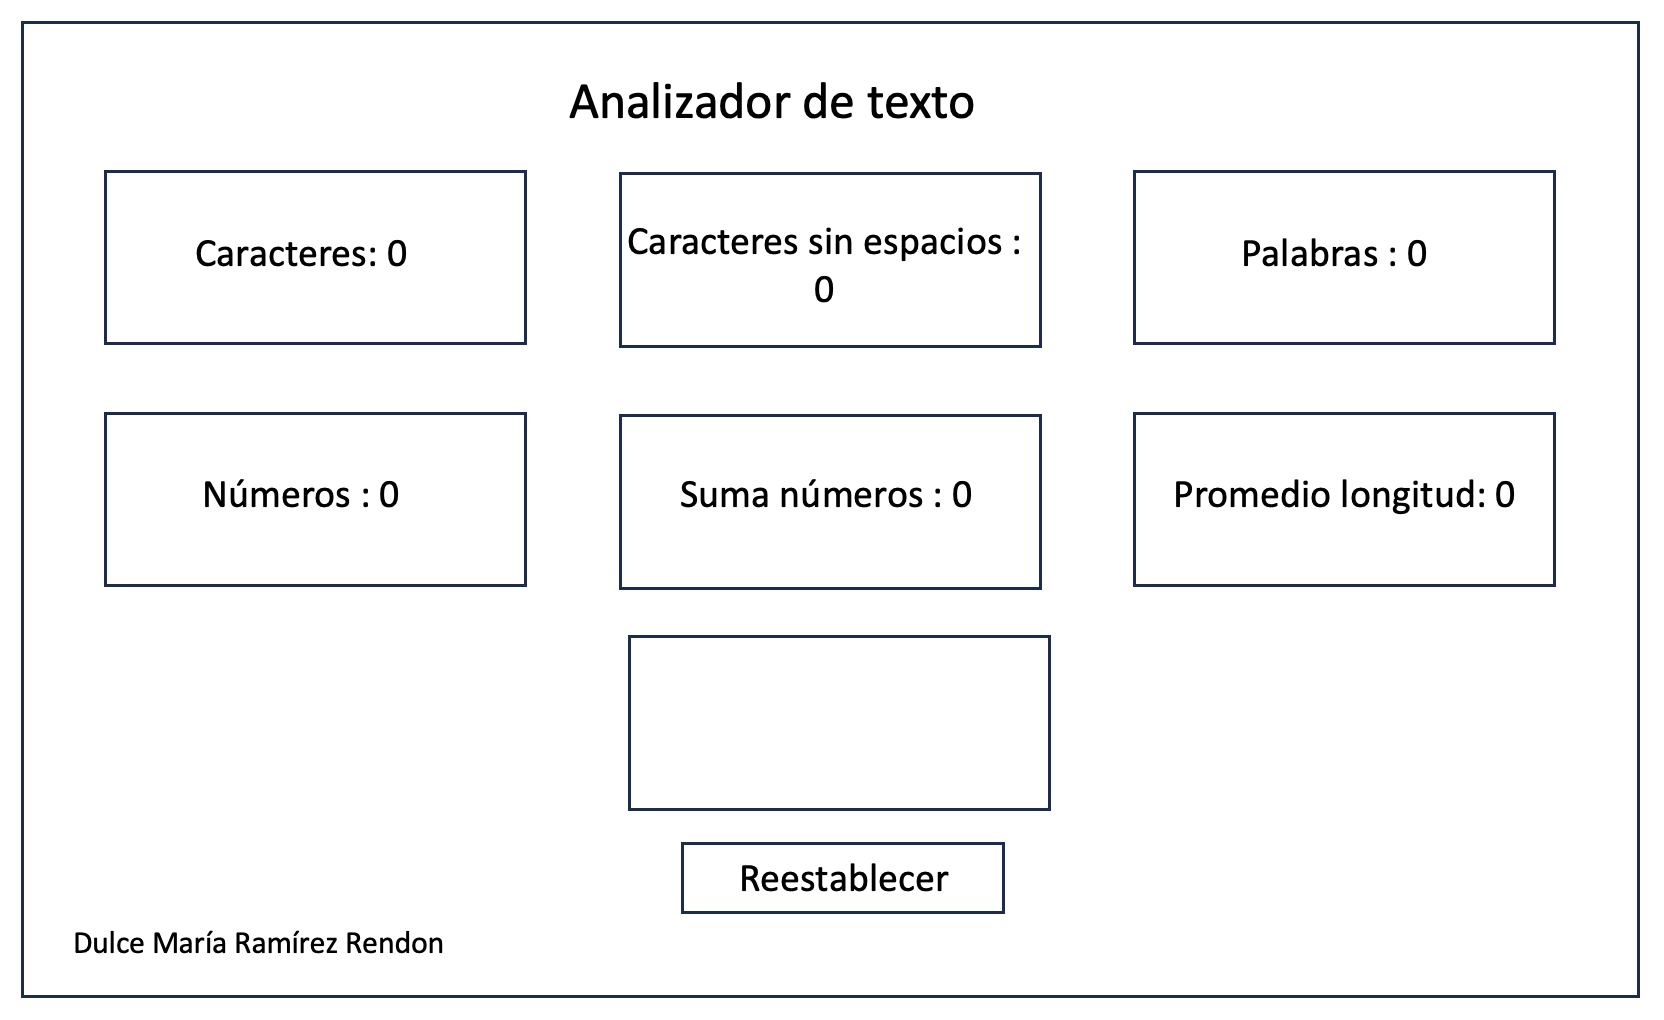 Analizador de texto
Caracteres: 0
Caracteres sin espacios :
0
Palabras : 0
Números : 0
Suma números : 0
Promedio longitud: 0
Reestablecer
Dulce María Ramírez Rendon